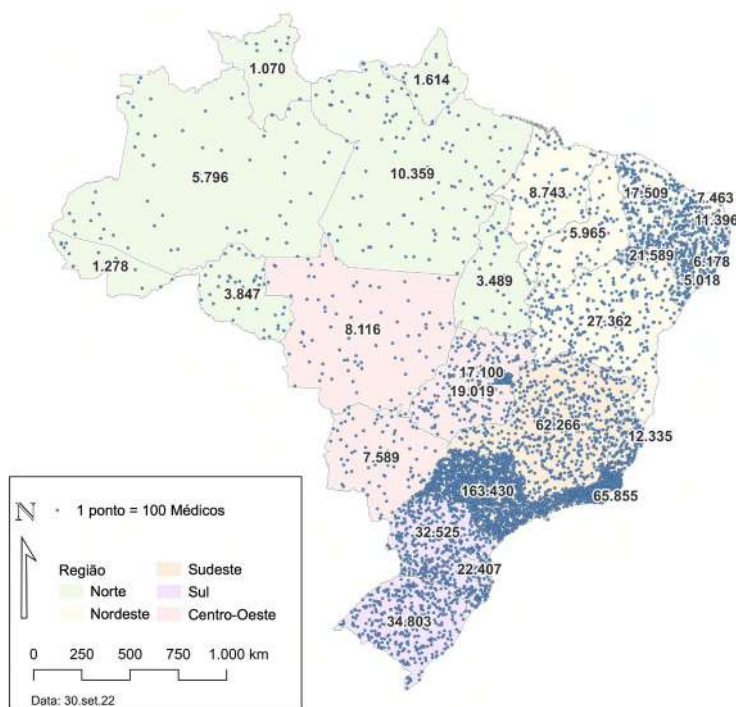 1.070
1.614
5.796
10.359
8.743
17.509
7.463
11.396
5.965
21.589
6.178
5.018
1.278
3.847
3.489
8.116
27.362
17.100
19.019
62.266
12.335
7.589
163.430
65.855
32.525
22.407
34.803
N
1 ponto = 100 Médicos
Região
Norte
Nordeste
Sudeste
Sul
Centro-Oeste
0 250 500 750 1.000 km
Data: 30.set.22